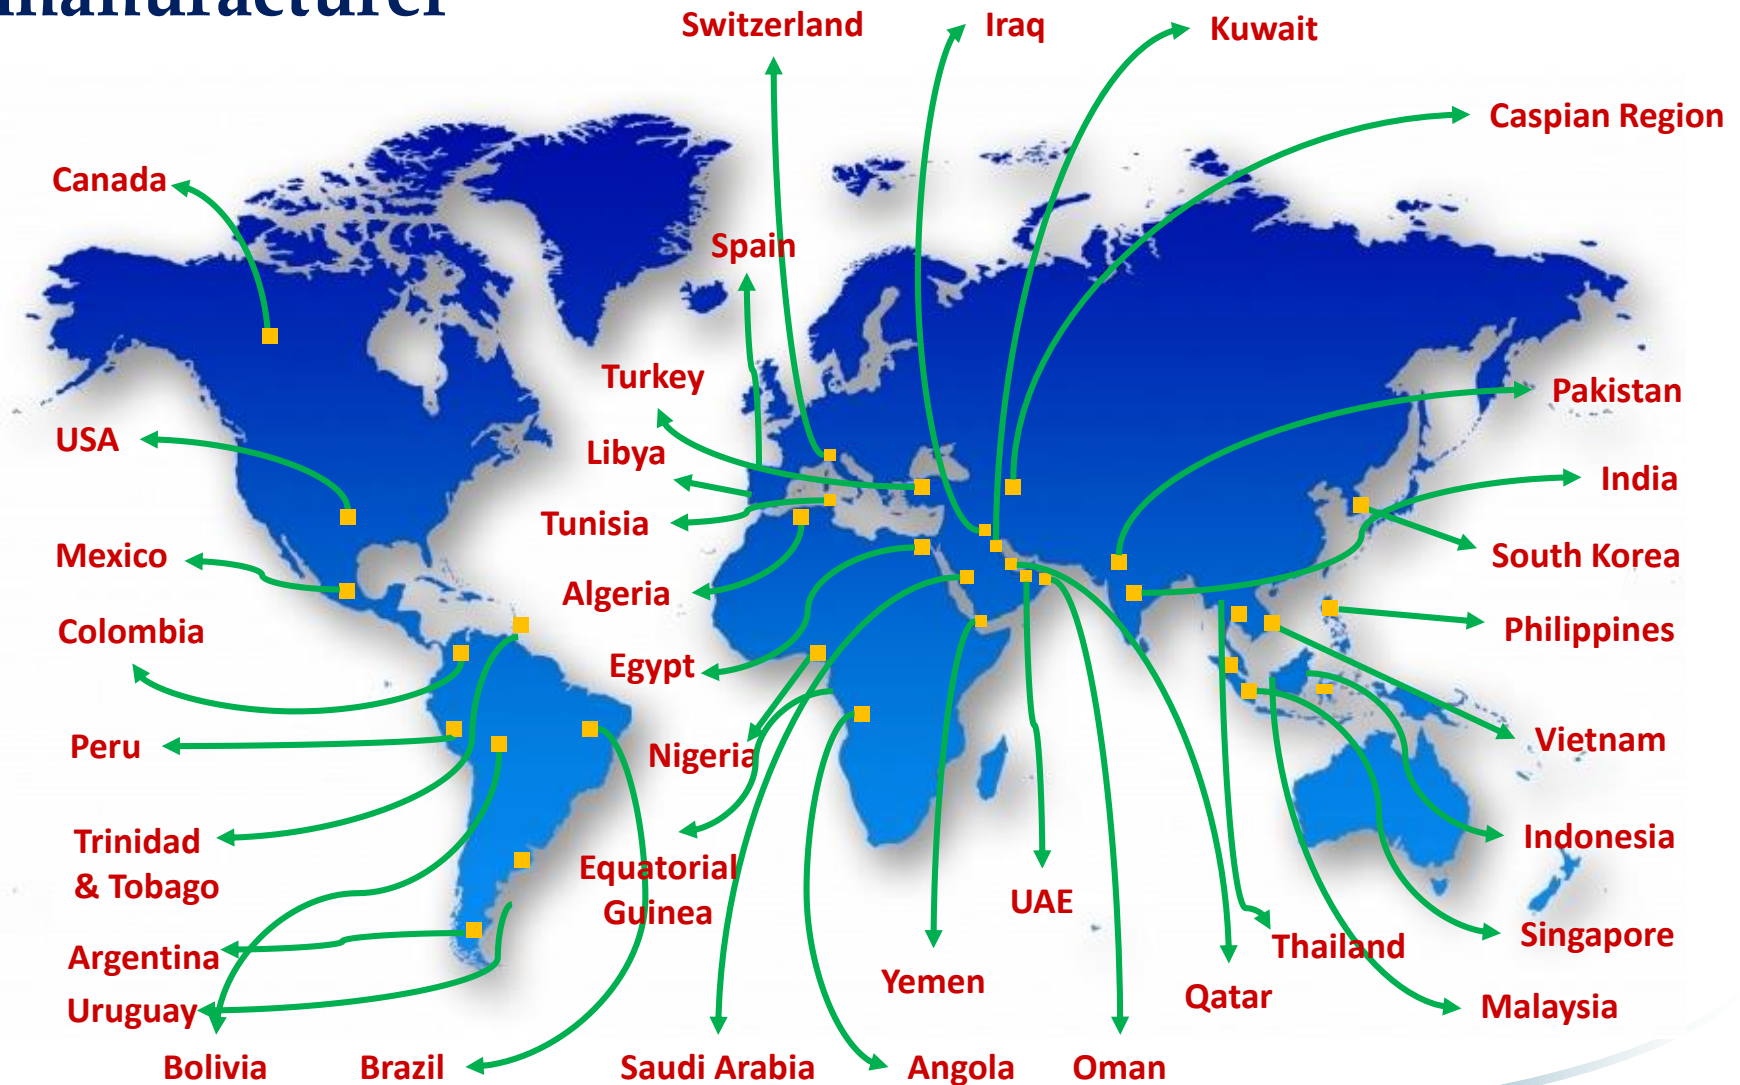 manufacturer
Switzerland
Iraq
Kuwait
Caspian Region
Canada
Spain
Turkey
Pakistan
USA
Libya
India
Tunisia
Mexico
South Korea
Algeria
Colombia
Philippines
Egypt
Peru
Nigeria
Vietnam
Trinidad
& Tobago
Indonesia
Equatorial
Guinea
UAE
Singapore
Thailand
Argentina
Yemen
Qatar
Uruguay
Malaysia
Bolivia
Brazil
Saudi Arabia
Angola
Oman